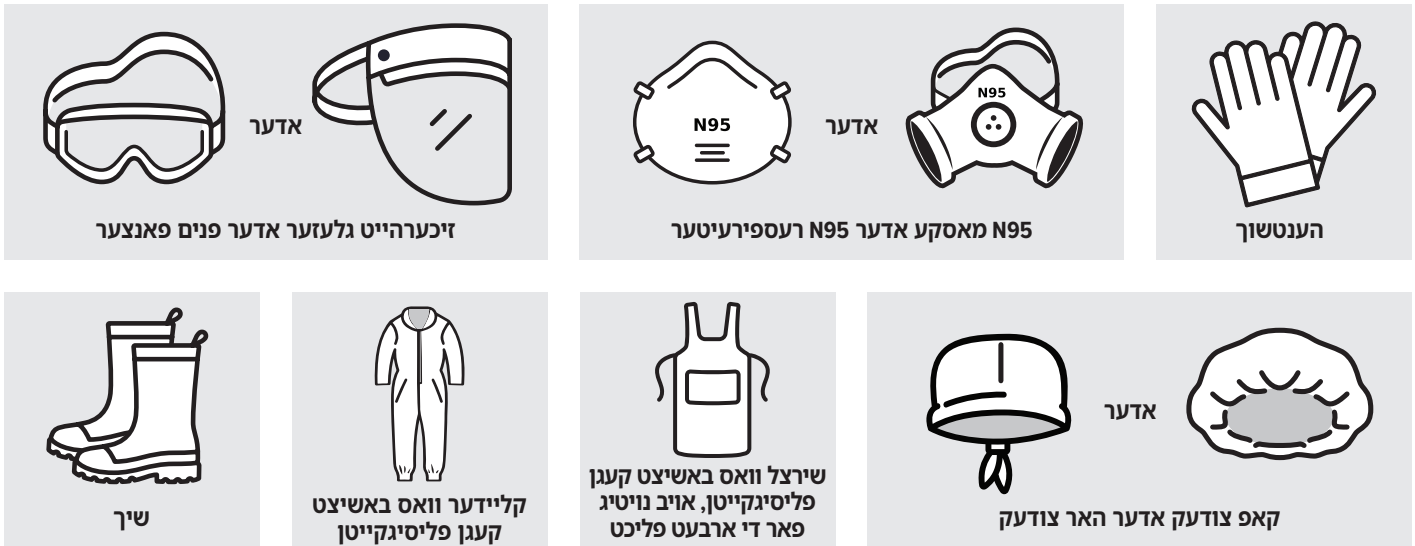 הענטשוך
N95
אדער
N95
N95 מאסקע אדער N95 רעספירעיטער
אדער
זיכערהייט גלעזער אדער פנים פאנצער
אדער
קאפ צודעק אדער האר צודעק
שירצל וואס באשיצט קעגן
פליסיגקייטן, אויב נויטיג
פאר די ארבעט פליכט
קליידער וואס באשיצט
קעגן פליסיגקייטן
שיך